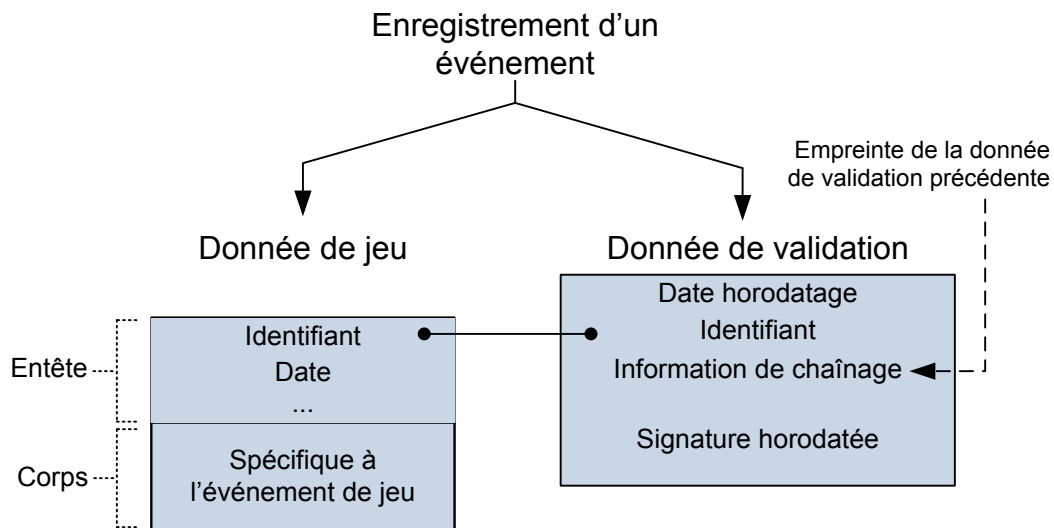 Enregistrement d’un
événement
Empreinte de la donnée
de validation précédente
Donnée de jeu
Donnée de validation
Entête
Identifiant
Date
...
Corps
Spécifique à
l’événement de jeu
Date horodatage
Identifiant
Information de chaînage
Signature horodatée